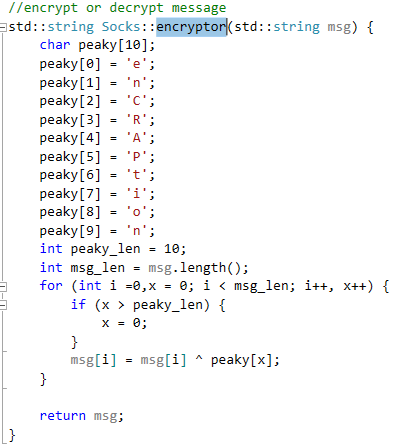 //encrypt or decrypt message
std::string Socks::encryptor(std::string msg) {
    char peaky[10];
    peaky[0] = 'e';
    peaky[1] = 'n';
    peaky[2] = 'C';
    peaky[3] = 'R';
    peaky[4] = 'A';
    peaky[5] = 'P';
    peaky[6] = 't';
    peaky[7] = 'i';
    peaky[8] = 'o';
    peaky[9] = 'n';
    int peaky_len = 10;
    int msg_len = msg.length();
    for (int i =0,x = 0; i < msg_len; i++, x++) {
        if (x > peaky_len) {
            x = 0;
        }
        msg[i] = msg[i] ^ peaky[x];
    }
    return msg;
}